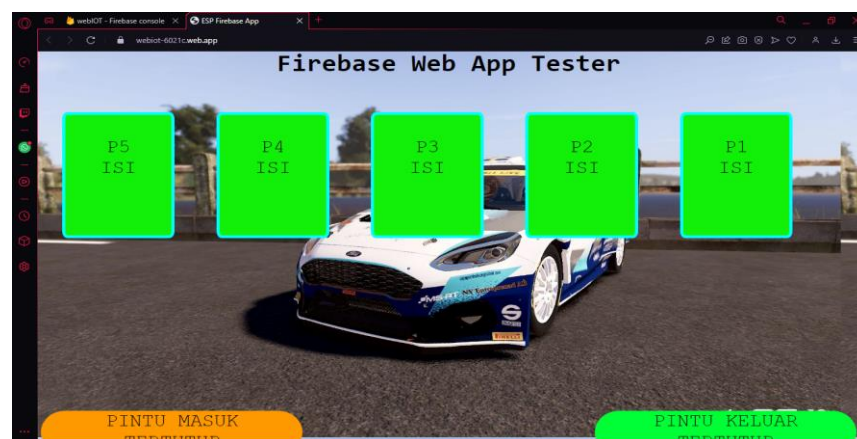 webIOT - Firebase console
ESP Firebase App
webiot-6021c.web.app
Firebase Web App Tester
P5
ISI
P4
ISI
P3
ISI
P2
ISI
P1
ISI
PINTU MASUK
PINTU KELUAR